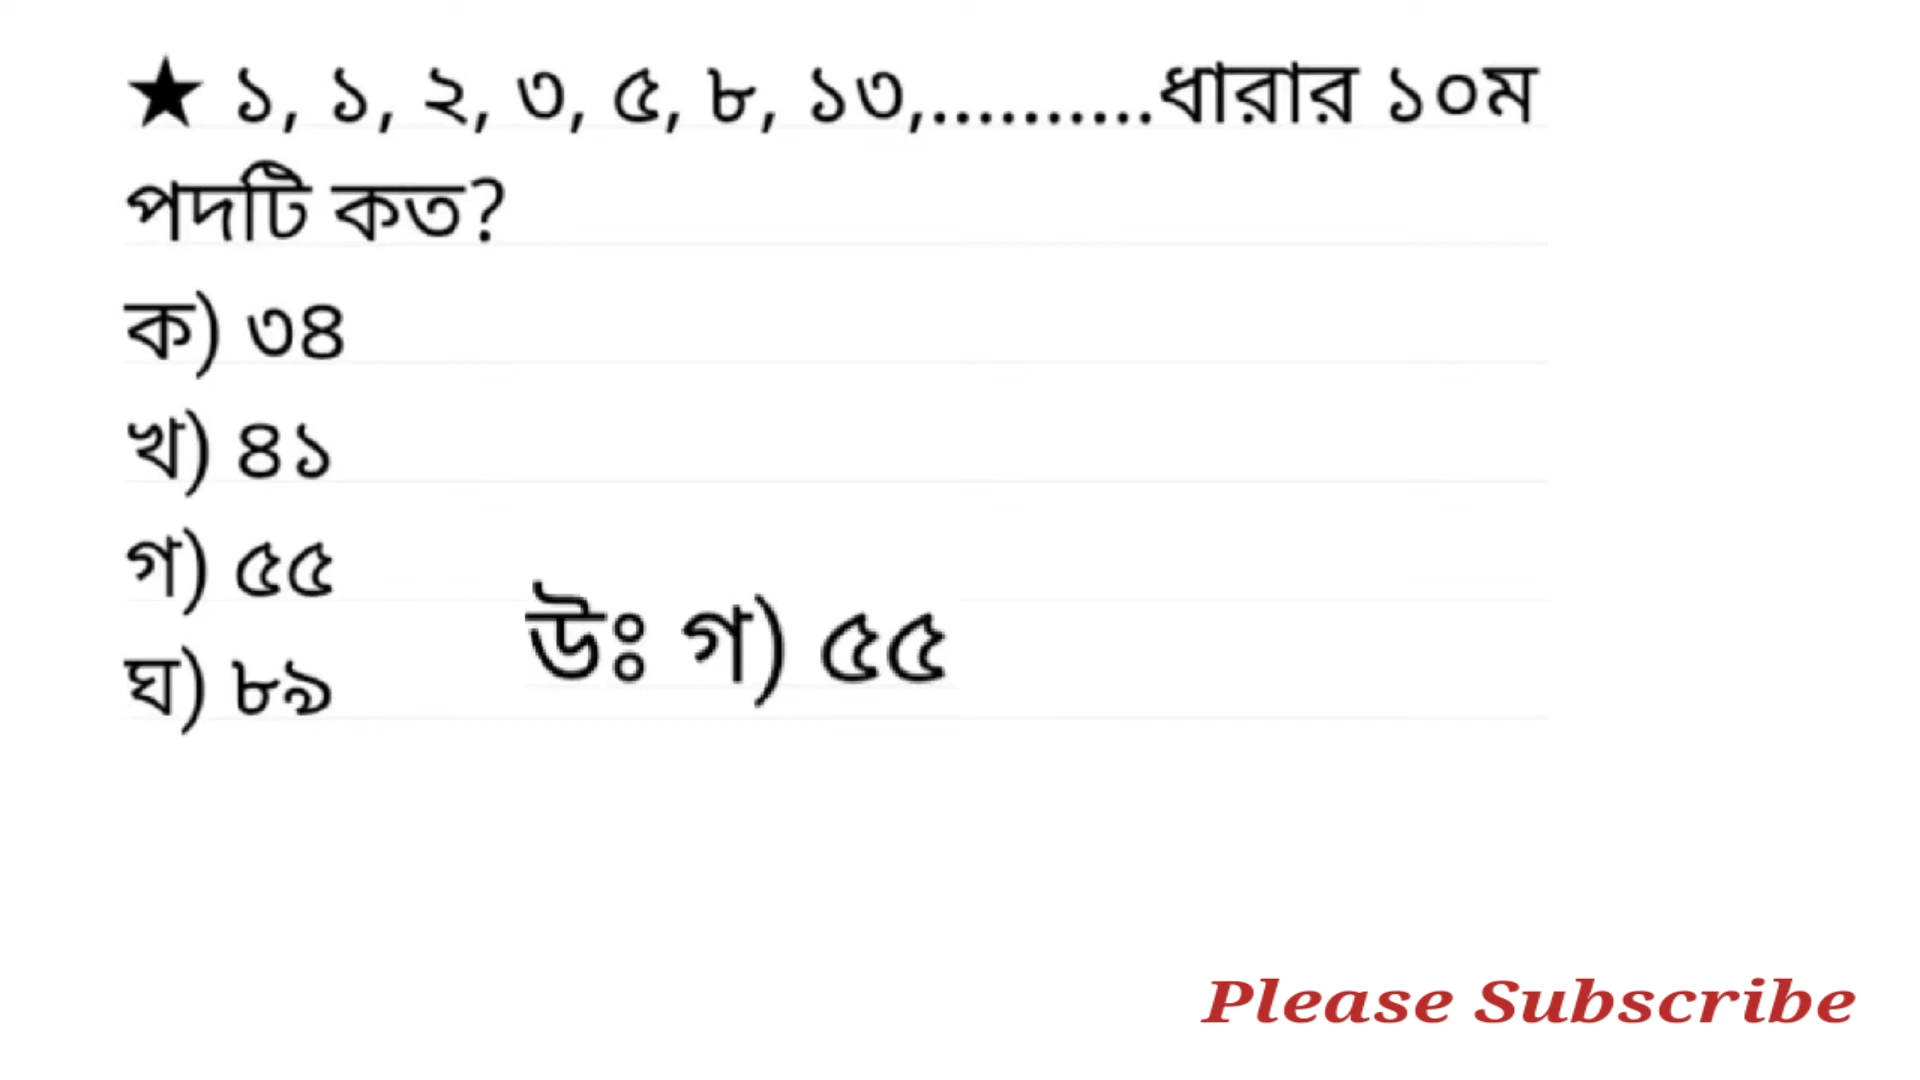 ★ ১, ১, ২, ৩, ৫, ৮, ১৩,..........ধারার ১০ম
পদটি কত?
ক) ৩৪
খ) ৪১
গ) ৫৫
ঘ) ৮৯
উঃ গ) ৫৫
Please Subscribe